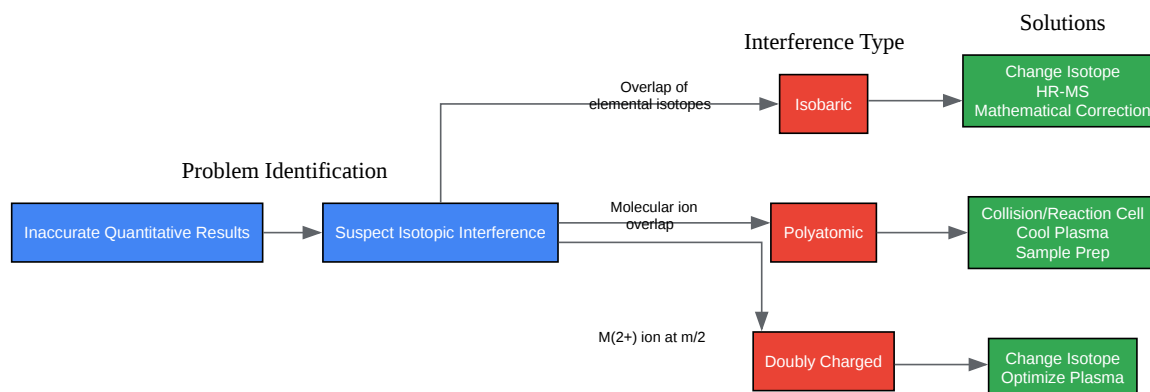 Solutions
Interference Type
Change Isotope
HR-MS
Mathematical Correction
Overlap of
elemental isotopes
Isobaric
Problem Identification
Inaccurate Quantitative Results
Suspect Isotopic Interference
Molecular ion
overlap
Polyatomic
Collision/Reaction Cell
Cool Plasma
Sample Prep
M(2+) ion at m/2
Doubly Charged
Change Isotope
Optimize Plasma